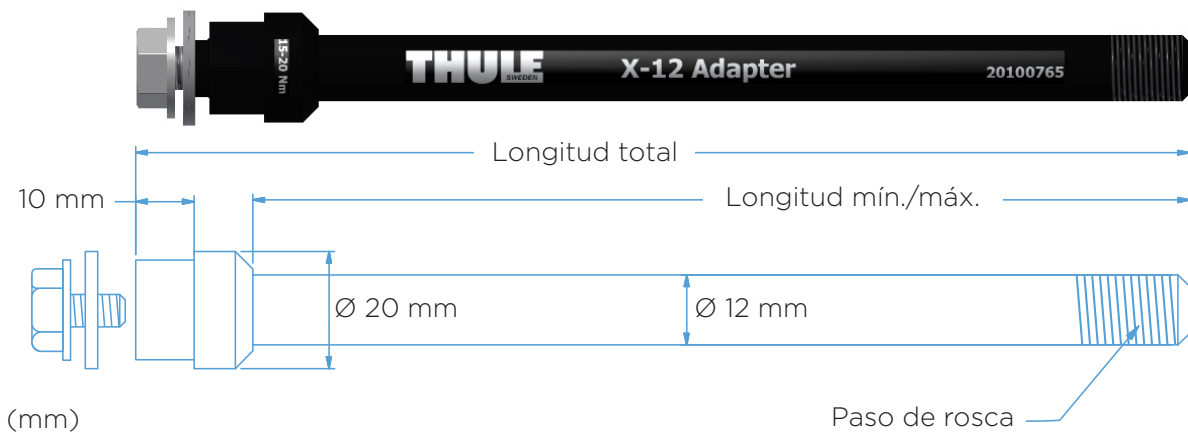 15-20 Nm
THULE
SWEDEN
X-12 Adapter
20100765
Longitud total
10 mm
Longitud mín./máx.
Ø 20 mm
Ø 12 mm
(mm)
Paso de rosca